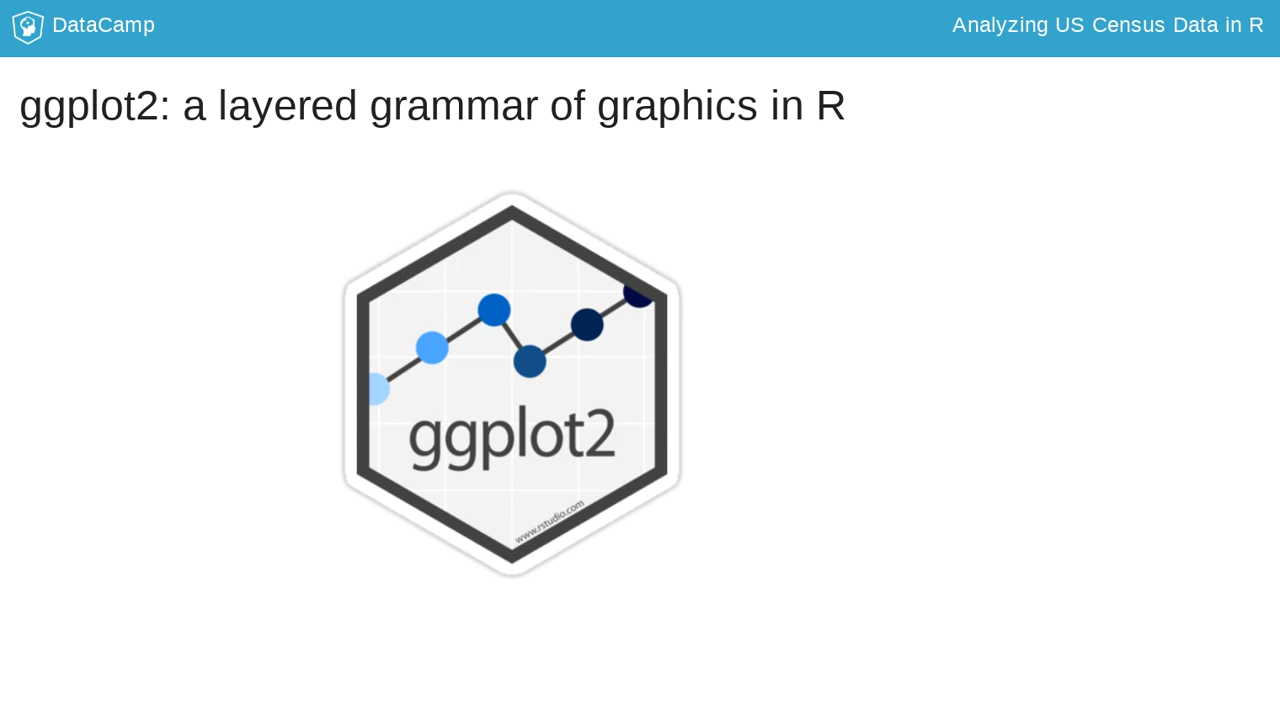 DataCamp
Analyzing US Census Data in R
ggplot2: a layered grammar of graphics in R
ggplot2
www.rstudio.com